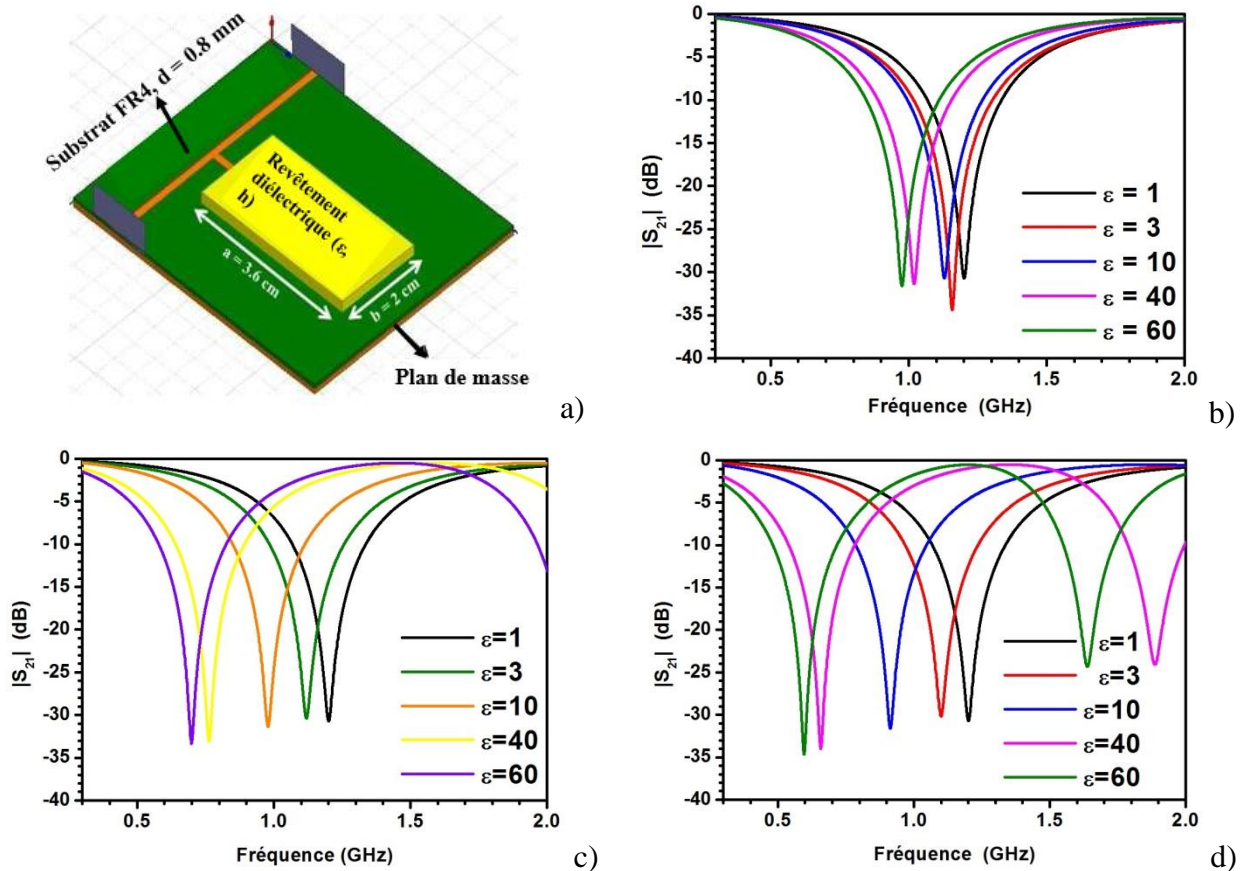 Substrat FR4, d = 0.8 mm
Revêtement
diélectrique (ε,
h)
a = 3.6 cm
b = 2 cm
Plan de masse
a)
0
-5
-10
-15
-20
-25
-30
-35
-40
|S21| (dB)
ε = 1
ε = 3
ε = 10
ε = 40
ε = 60
0.5 1.0 1.5 2.0
Fréquence (GHz)
b)
0
-5
-10
-15
-20
-25
-30
-35
-40
|S21| (dB)
ε=1
ε=3
ε=10
ε=40
ε=60
0.5 1.0 1.5 2.0
Fréquence (GHz)
c)
0
-5
-10
-15
-20
-25
-30
-35
-40
|S21| (dB)
ε=1
ε=3
ε=10
ε=40
ε=60
0.5 1.0 1.5 2.0
Fréquence (GHz)
d)